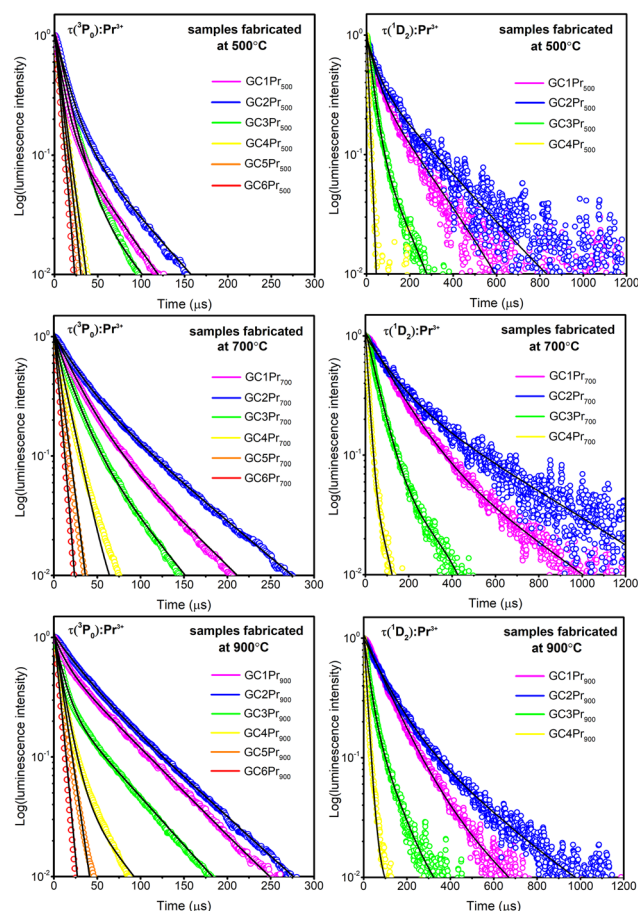 τ(³P₀):Pr³⁺ samples fabricated at 500°C
GC1Pr₅₀₀
GC2Pr₅₀₀
GC3Pr₅₀₀
GC4Pr₅₀₀
GC5Pr₅₀₀
GC6Pr₅₀₀
Log(luminescence intensity)
10⁰
10⁻¹
10⁻²
0 50 100 150 200 250 300
Time (μs)
τ(¹D₂):Pr³⁺ samples fabricated at 500°C
GC1Pr₅₀₀
GC2Pr₅₀₀
GC3Pr₅₀₀
GC4Pr₅₀₀
Log(luminescence intensity)
10⁰
10⁻¹
10⁻²
0 200 400 600 800 1000 1200
Time (μs)
τ(³P₀):Pr³⁺ samples fabricated at 700°C
GC1Pr₇₀₀
GC2Pr₇₀₀
GC3Pr₇₀₀
GC4Pr₇₀₀
GC5Pr₇₀₀
GC6Pr₇₀₀
Log(luminescence intensity)
10⁰
10⁻¹
10⁻²
0 50 100 150 200 250 300
Time (μs)
τ(¹D₂):Pr³⁺ samples fabricated at 700°C
GC1Pr₇₀₀
GC2Pr₇₀₀
GC3Pr₇₀₀
GC4Pr₇₀₀
Log(luminescence intensity)
10⁰
10⁻¹
10⁻²
0 200 400 600 800 1000 1200
Time (μs)
τ(³P₀):Pr³⁺ samples fabricated at 900°C
GC1Pr₉₀₀
GC2Pr₉₀₀
GC3Pr₉₀₀
GC4Pr₉₀₀
GC5Pr₉₀₀
GC6Pr₉₀₀
Log(luminescence intensity)
10⁰
10⁻¹
10⁻²
0 50 100 150 200 250 300
Time (μs)
τ(¹D₂):Pr³⁺ samples fabricated at 900°C
GC1Pr₉₀₀
GC2Pr₉₀₀
GC3Pr₉₀₀
GC4Pr₉₀₀
Log(luminescence intensity)
10⁰
10⁻¹
10⁻²
0 200 400 600 800 1000 1200
Time (μs)